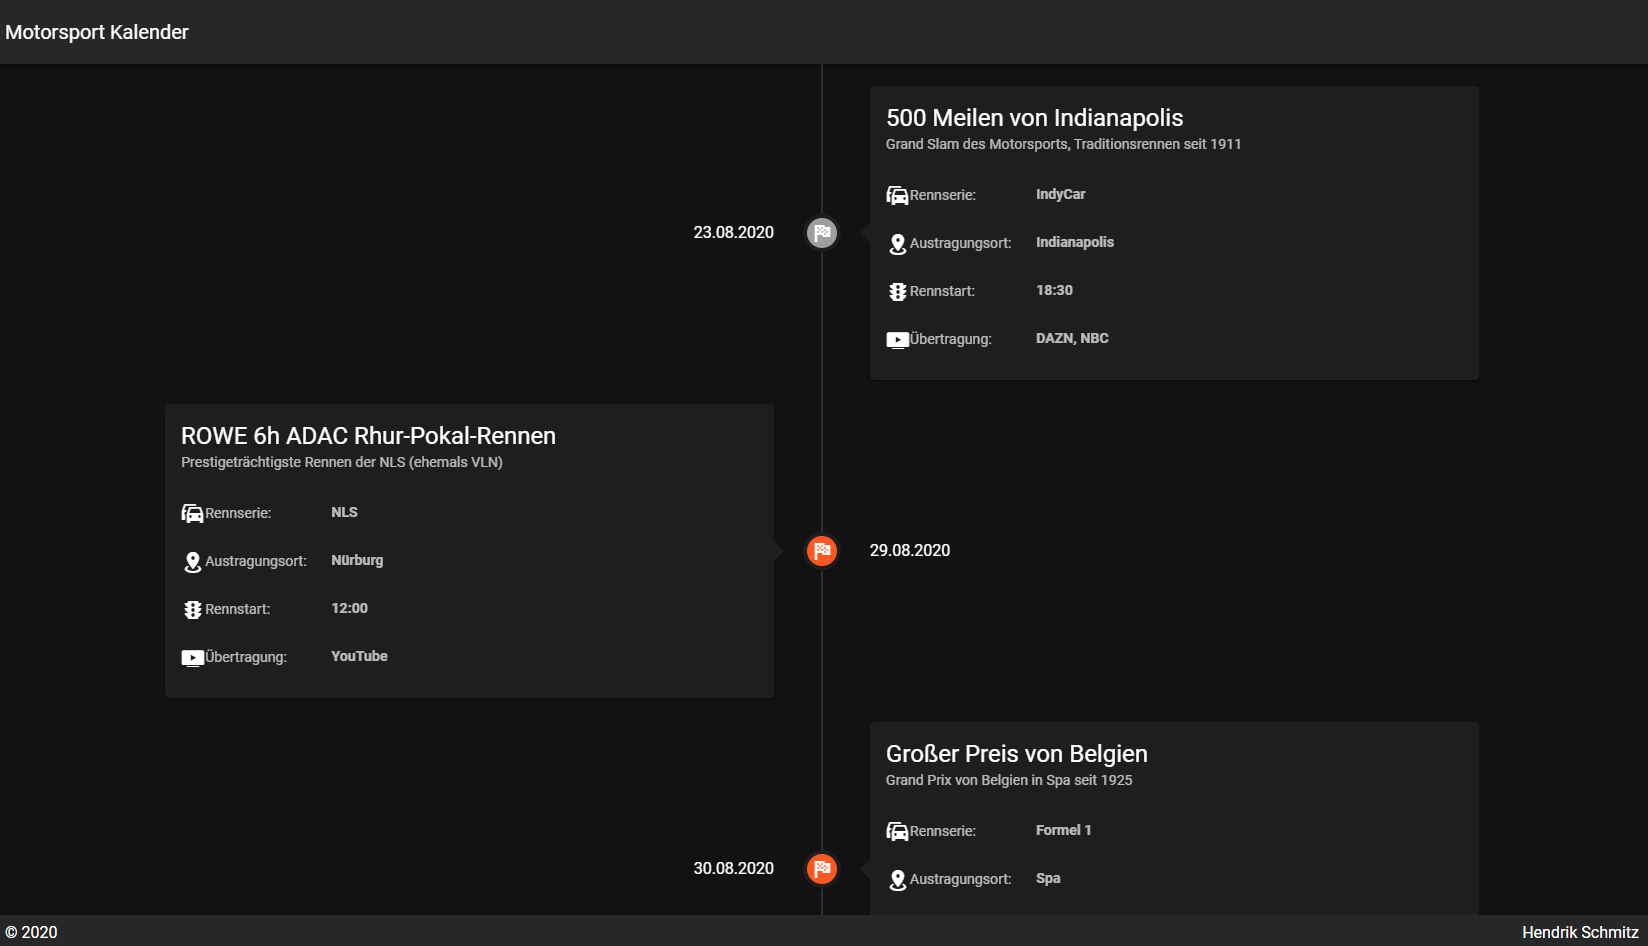 Motorsport Kalender
500 Meilen von Indianapolis
Grand Slam des Motorsports, Traditionsrennen seit 1911
Rennserie: IndyCar
23.08.2020
Austragungsort: Indianapolis
Rennstart: 18:30
Übertragung: DAZN, NBC
ROWE 6h ADAC Rhur-Pokal-Rennen
Prestigeträchtigste Rennen der NLS (ehemals VLN)
Rennserie: NLS
Austragungsort: Nürburg
29.08.2020
Rennstart: 12:00
Übertragung: YouTube
Großer Preis von Belgien
Grand Prix von Belgien in Spa seit 1925
Rennserie: Formel 1
30.08.2020
Austragungsort: Spa
© 2020
Hendrik Schmitz